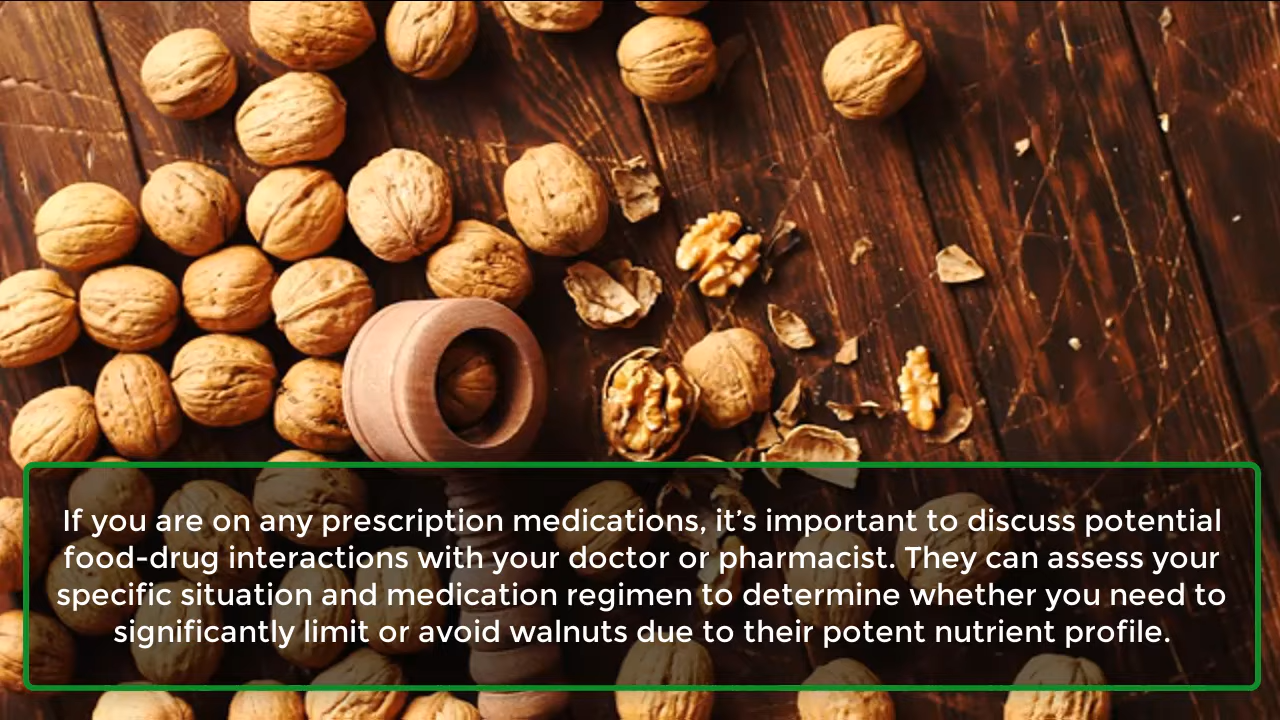 If you are on any prescription medications, it’s important to discuss potential
food-drug interactions with your doctor or pharmacist. They can assess your
specific situation and medication regimen to determine whether you need to
significantly limit or avoid walnuts due to their potent nutrient profile.